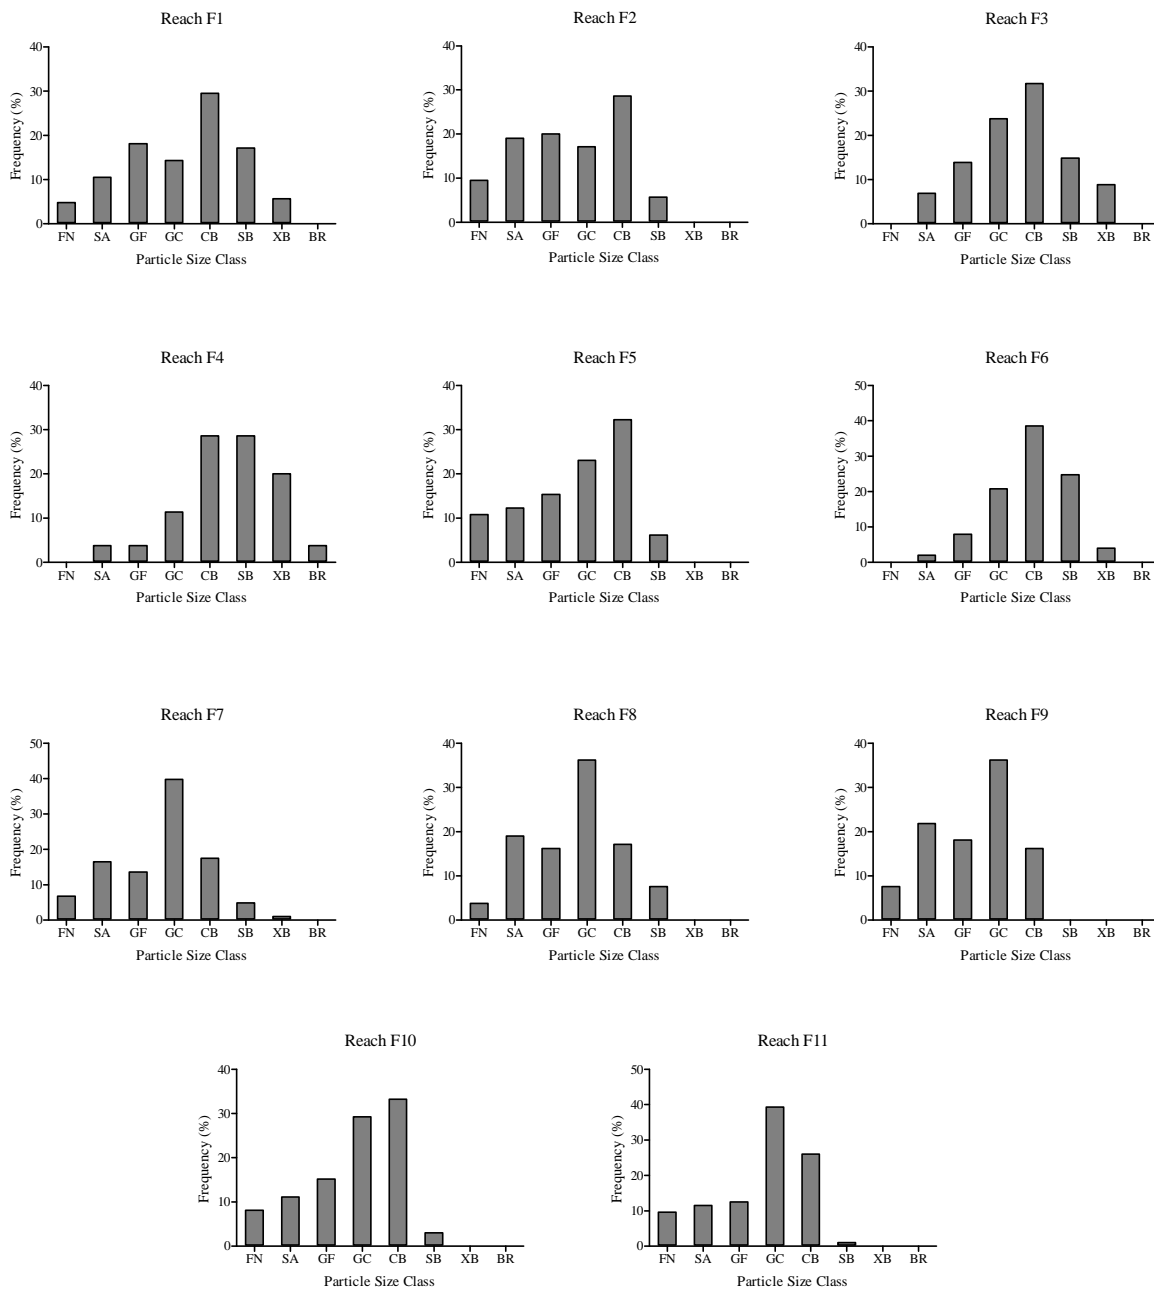 Reach F1
Frequency (%)
40
30
20
10
0
FN SA GF GC CB SB XB BR
Particle Size Class
Reach F2
Frequency (%)
40
30
20
10
0
FN SA GF GC CB SB XB BR
Particle Size Class
Reach F3
Frequency (%)
40
30
20
10
0
FN SA GF GC CB SB XB BR
Particle Size Class
Reach F4
Frequency (%)
40
30
20
10
0
FN SA GF GC CB SB XB BR
Particle Size Class
Reach F5
Frequency (%)
40
30
20
10
0
FN SA GF GC CB SB XB BR
Particle Size Class
Reach F6
Frequency (%)
50
40
30
20
10
0
FN SA GF GC CB SB XB BR
Particle Size Class
Reach F7
Frequency (%)
50
40
30
20
10
0
FN SA GF GC CB SB XB BR
Particle Size Class
Reach F8
Frequency (%)
40
30
20
10
0
FN SA GF GC CB SB XB BR
Particle Size Class
Reach F9
Frequency (%)
40
30
20
10
0
FN SA GF GC CB SB XB BR
Particle Size Class
Reach F10
Frequency (%)
40
30
20
10
0
FN SA GF GC CB SB XB BR
Particle Size Class
Reach F11
Frequency (%)
50
40
30
20
10
0
FN SA GF GC CB SB XB BR
Particle Size Class